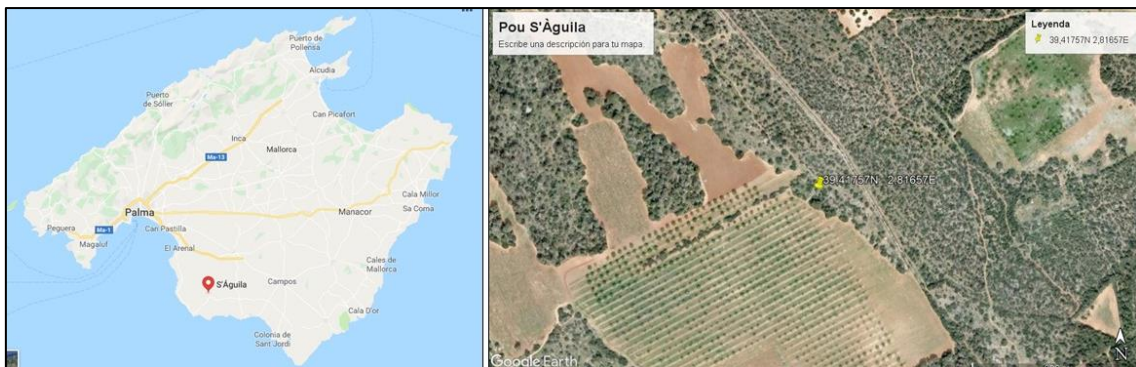 Puerto de
Pollensa
Alcudia
Puerto
de Sóller
Can Picafort
Inca
Ma-13
Mallorca
Palma
Cala Millor
Sa Coma
Manacor
Ma-1
Peguera
Can Pastilla
Magaluf
El Arenal
Cales de
Mallorca
S'Àguila
Campos
Cala D'or
Colonia de
Sant Jordi
Pou S'Àguila
Escribe una descripción para tu mapa.
Leyenda
39,41757N 2,81657E
39,41757N - 2,81657E
Google Earth
N